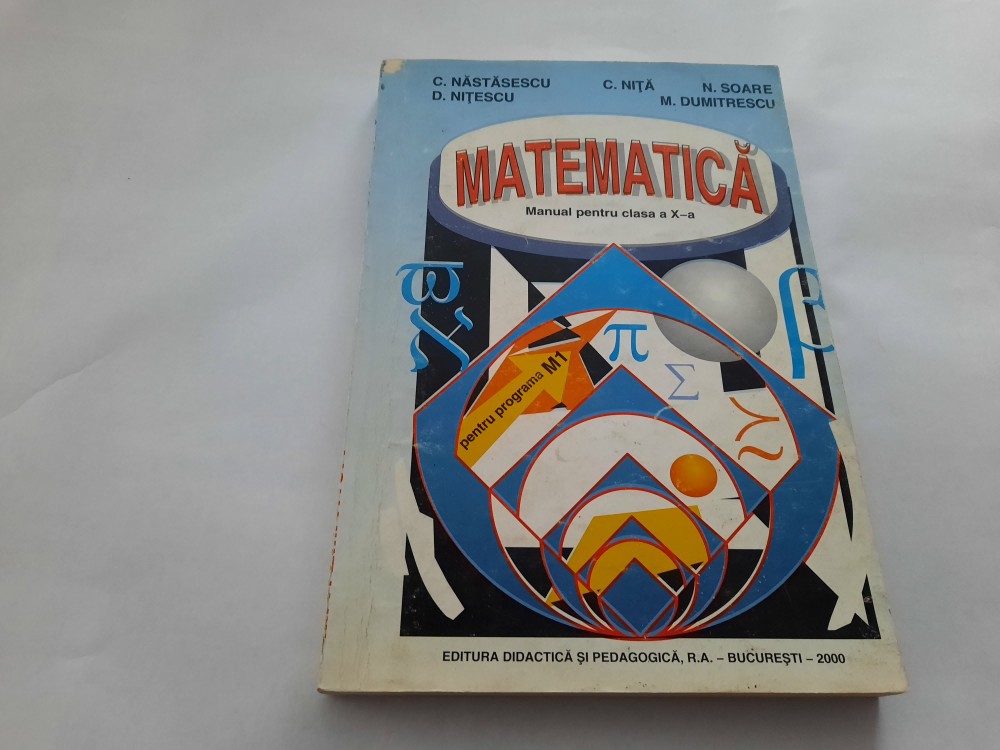 C. NĂSTĂSESCU C. NIȚĂ N. SOARE
D. NIȚESCU M. DUMITRESCU
MATEMATICĂ
Manual pentru clasa a X–a
π
Σ
pentru programa M1
EDITURA DIDACTICĂ ȘI PEDAGOGICĂ, R.A. – BUCUREȘTI – 2000